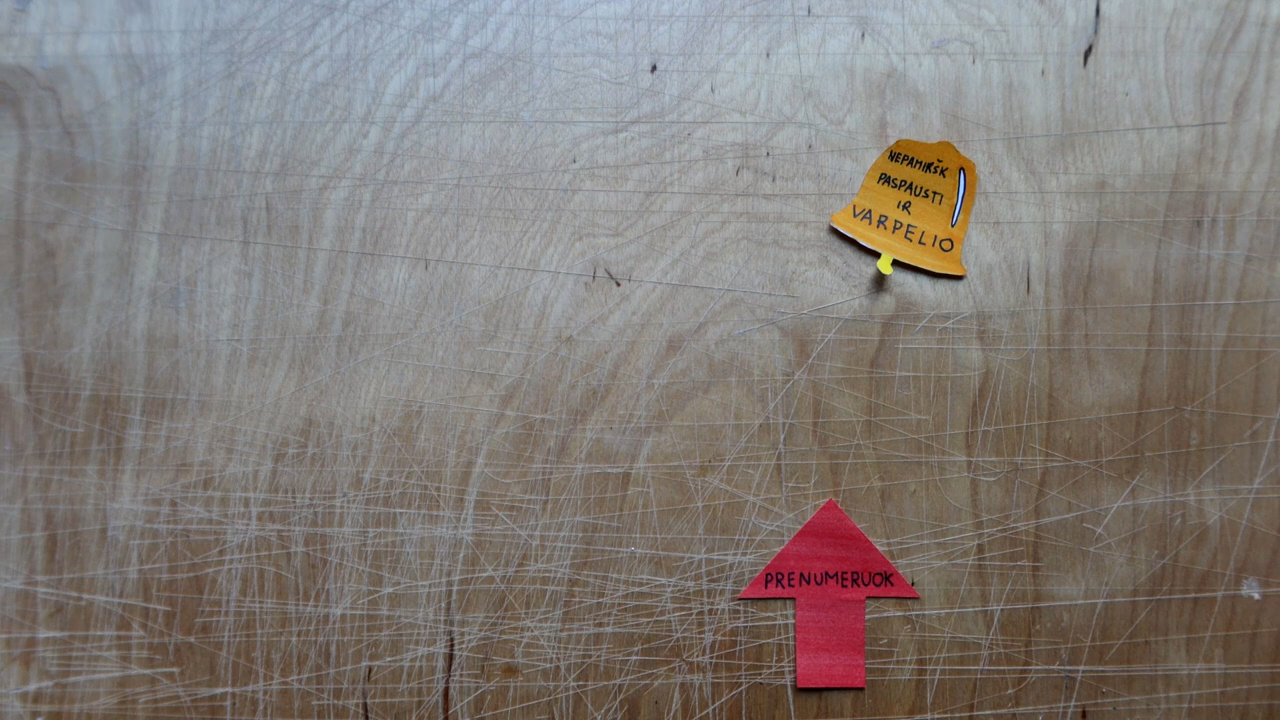 NEPAMIRŠK
PASPAUSTI
IR
VARPELIO
PRENUMERUOK